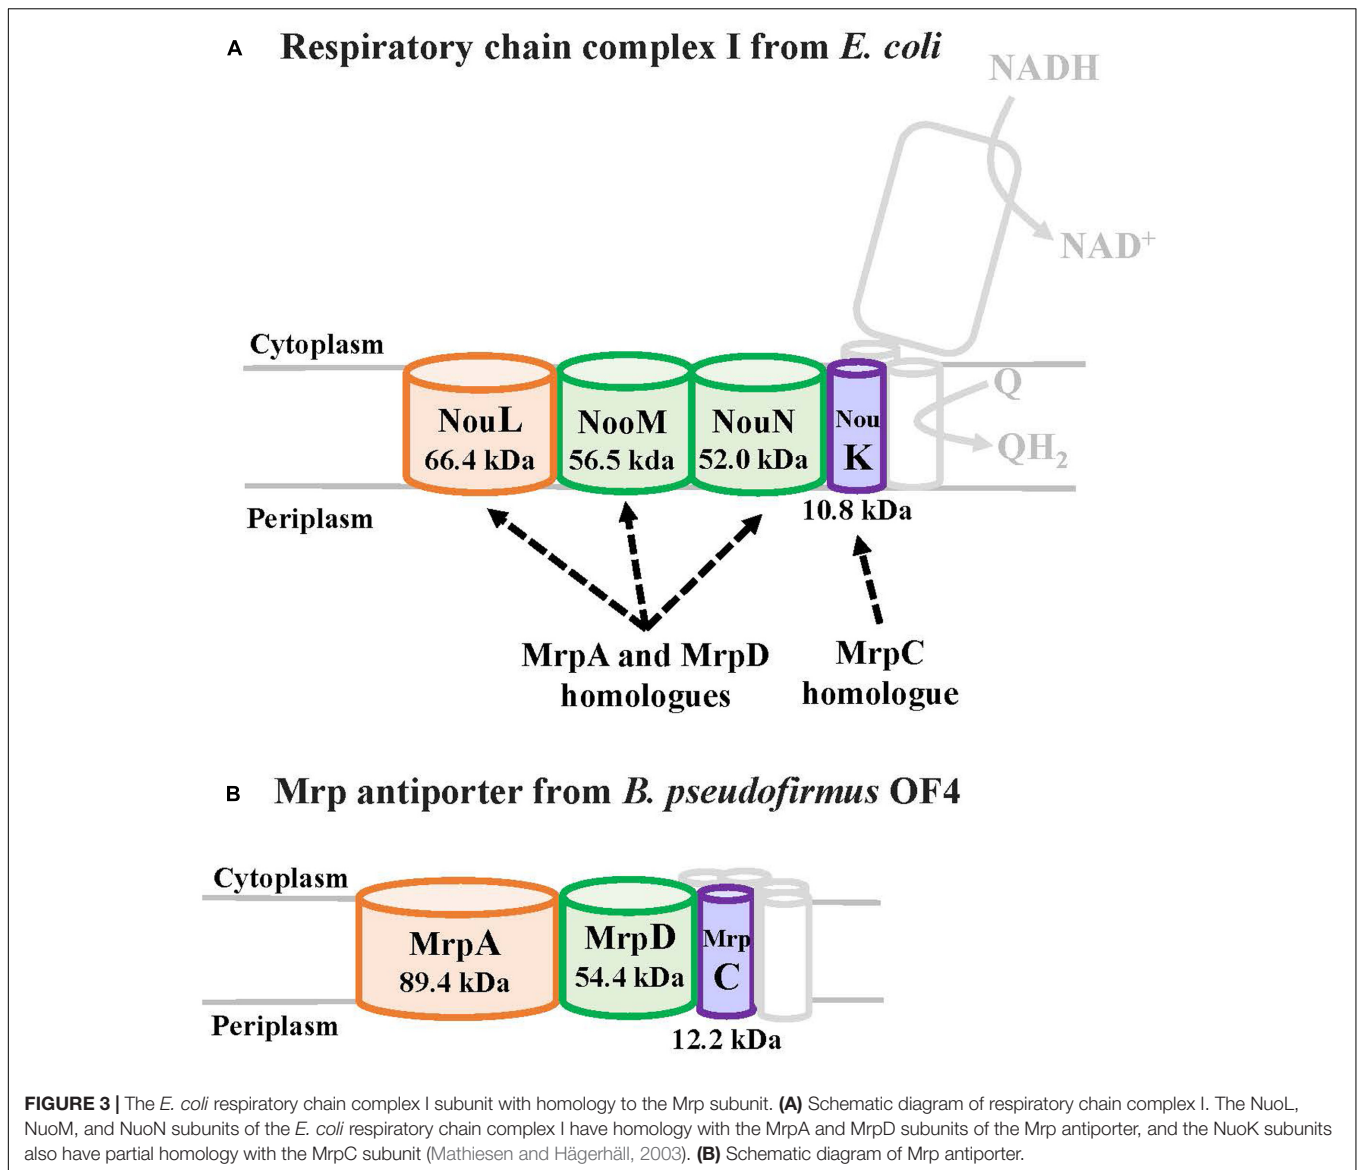 A Respiratory chain complex I from E. coli
NADH
NAD+
Cytoplasm
Q
NouL
NooM
NouN
Nou
K
66.4 kDa
56.5 kda
52.0 kDa
QH2
Periplasm
10.8 kDa
MrpA and MrpD
homologues
MrpC
homologue
B Mrp antiporter from B. pseudofirmus OF4
Cytoplasm
MrpA
89.4 kDa
MrpD
54.4 kDa
Mrp
C
Periplasm
12.2 kDa
FIGURE 3 | The E. coli respiratory chain complex I subunit with homology to the Mrp subunit. (A) Schematic diagram of respiratory chain complex I. The NuoL,
NuoM, and NuoN subunits of the E. coli respiratory chain complex I have homology with the MrpA and MrpD subunits of the Mrp antiporter, and the NuoK subunits
also have partial homology with the MrpC subunit (Mathiesen and Hägerhäll, 2003). (B) Schematic diagram of Mrp antiporter.